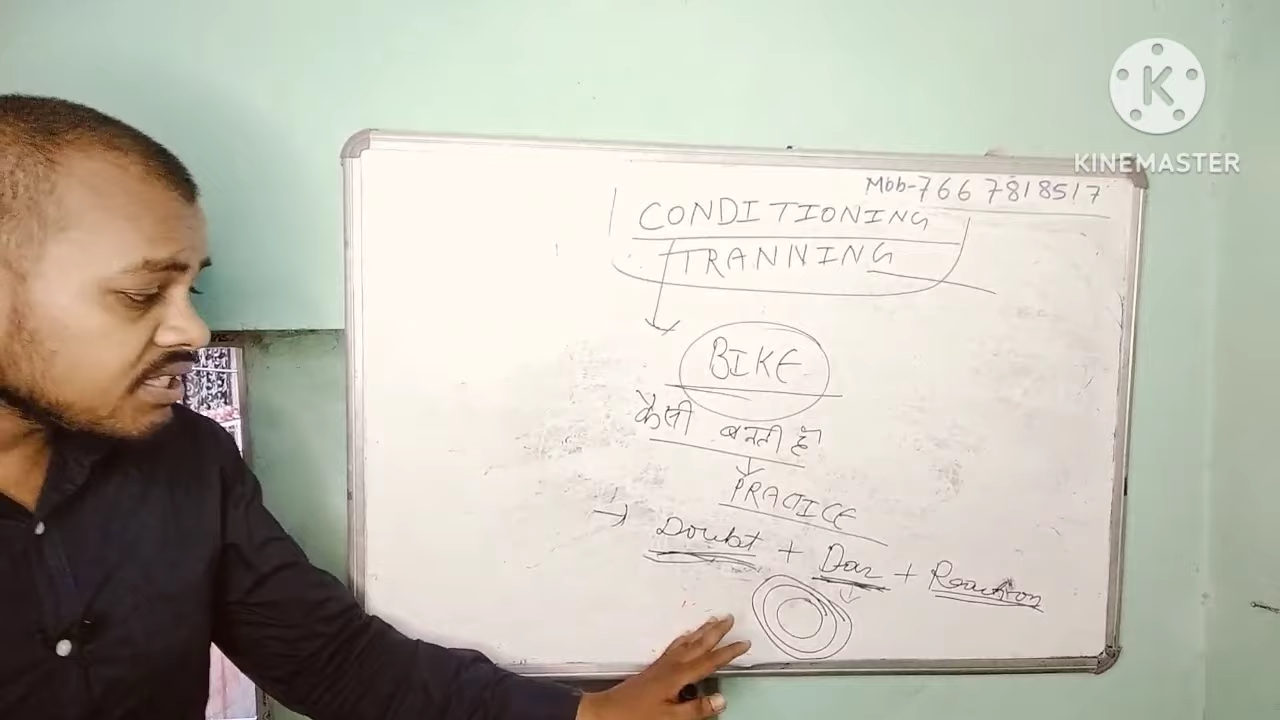 KINEMASTER
Mob-7667818517
CONDITIONING
TRANNING
BIKE
कैसी बनती है
PRACTICE
→ Doubt + Dar + Reaction